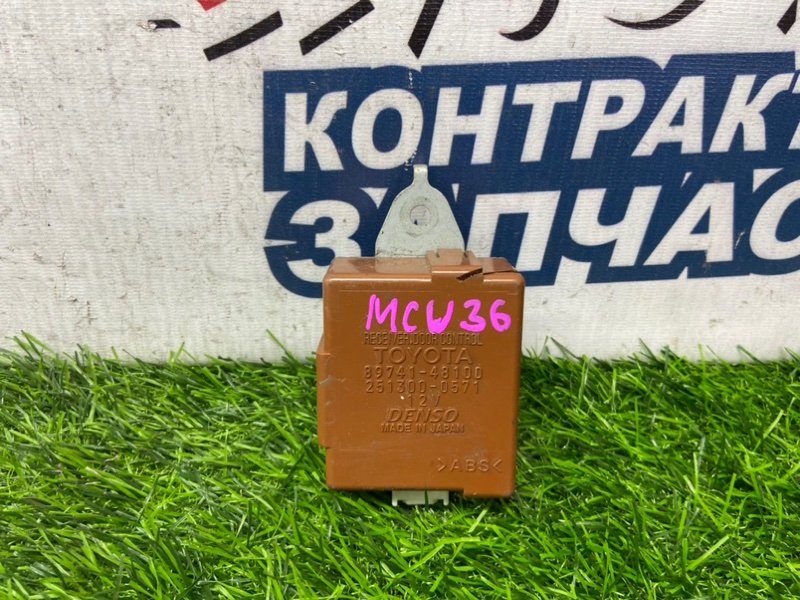 КОНТРАК
ЗАПЧАС
MCU36
RECEIVER, DOOR CONTROL
TOYOTA
89741-48100
251300-0571
12V
DENSO
MADE IN JAPAN
>ABS<